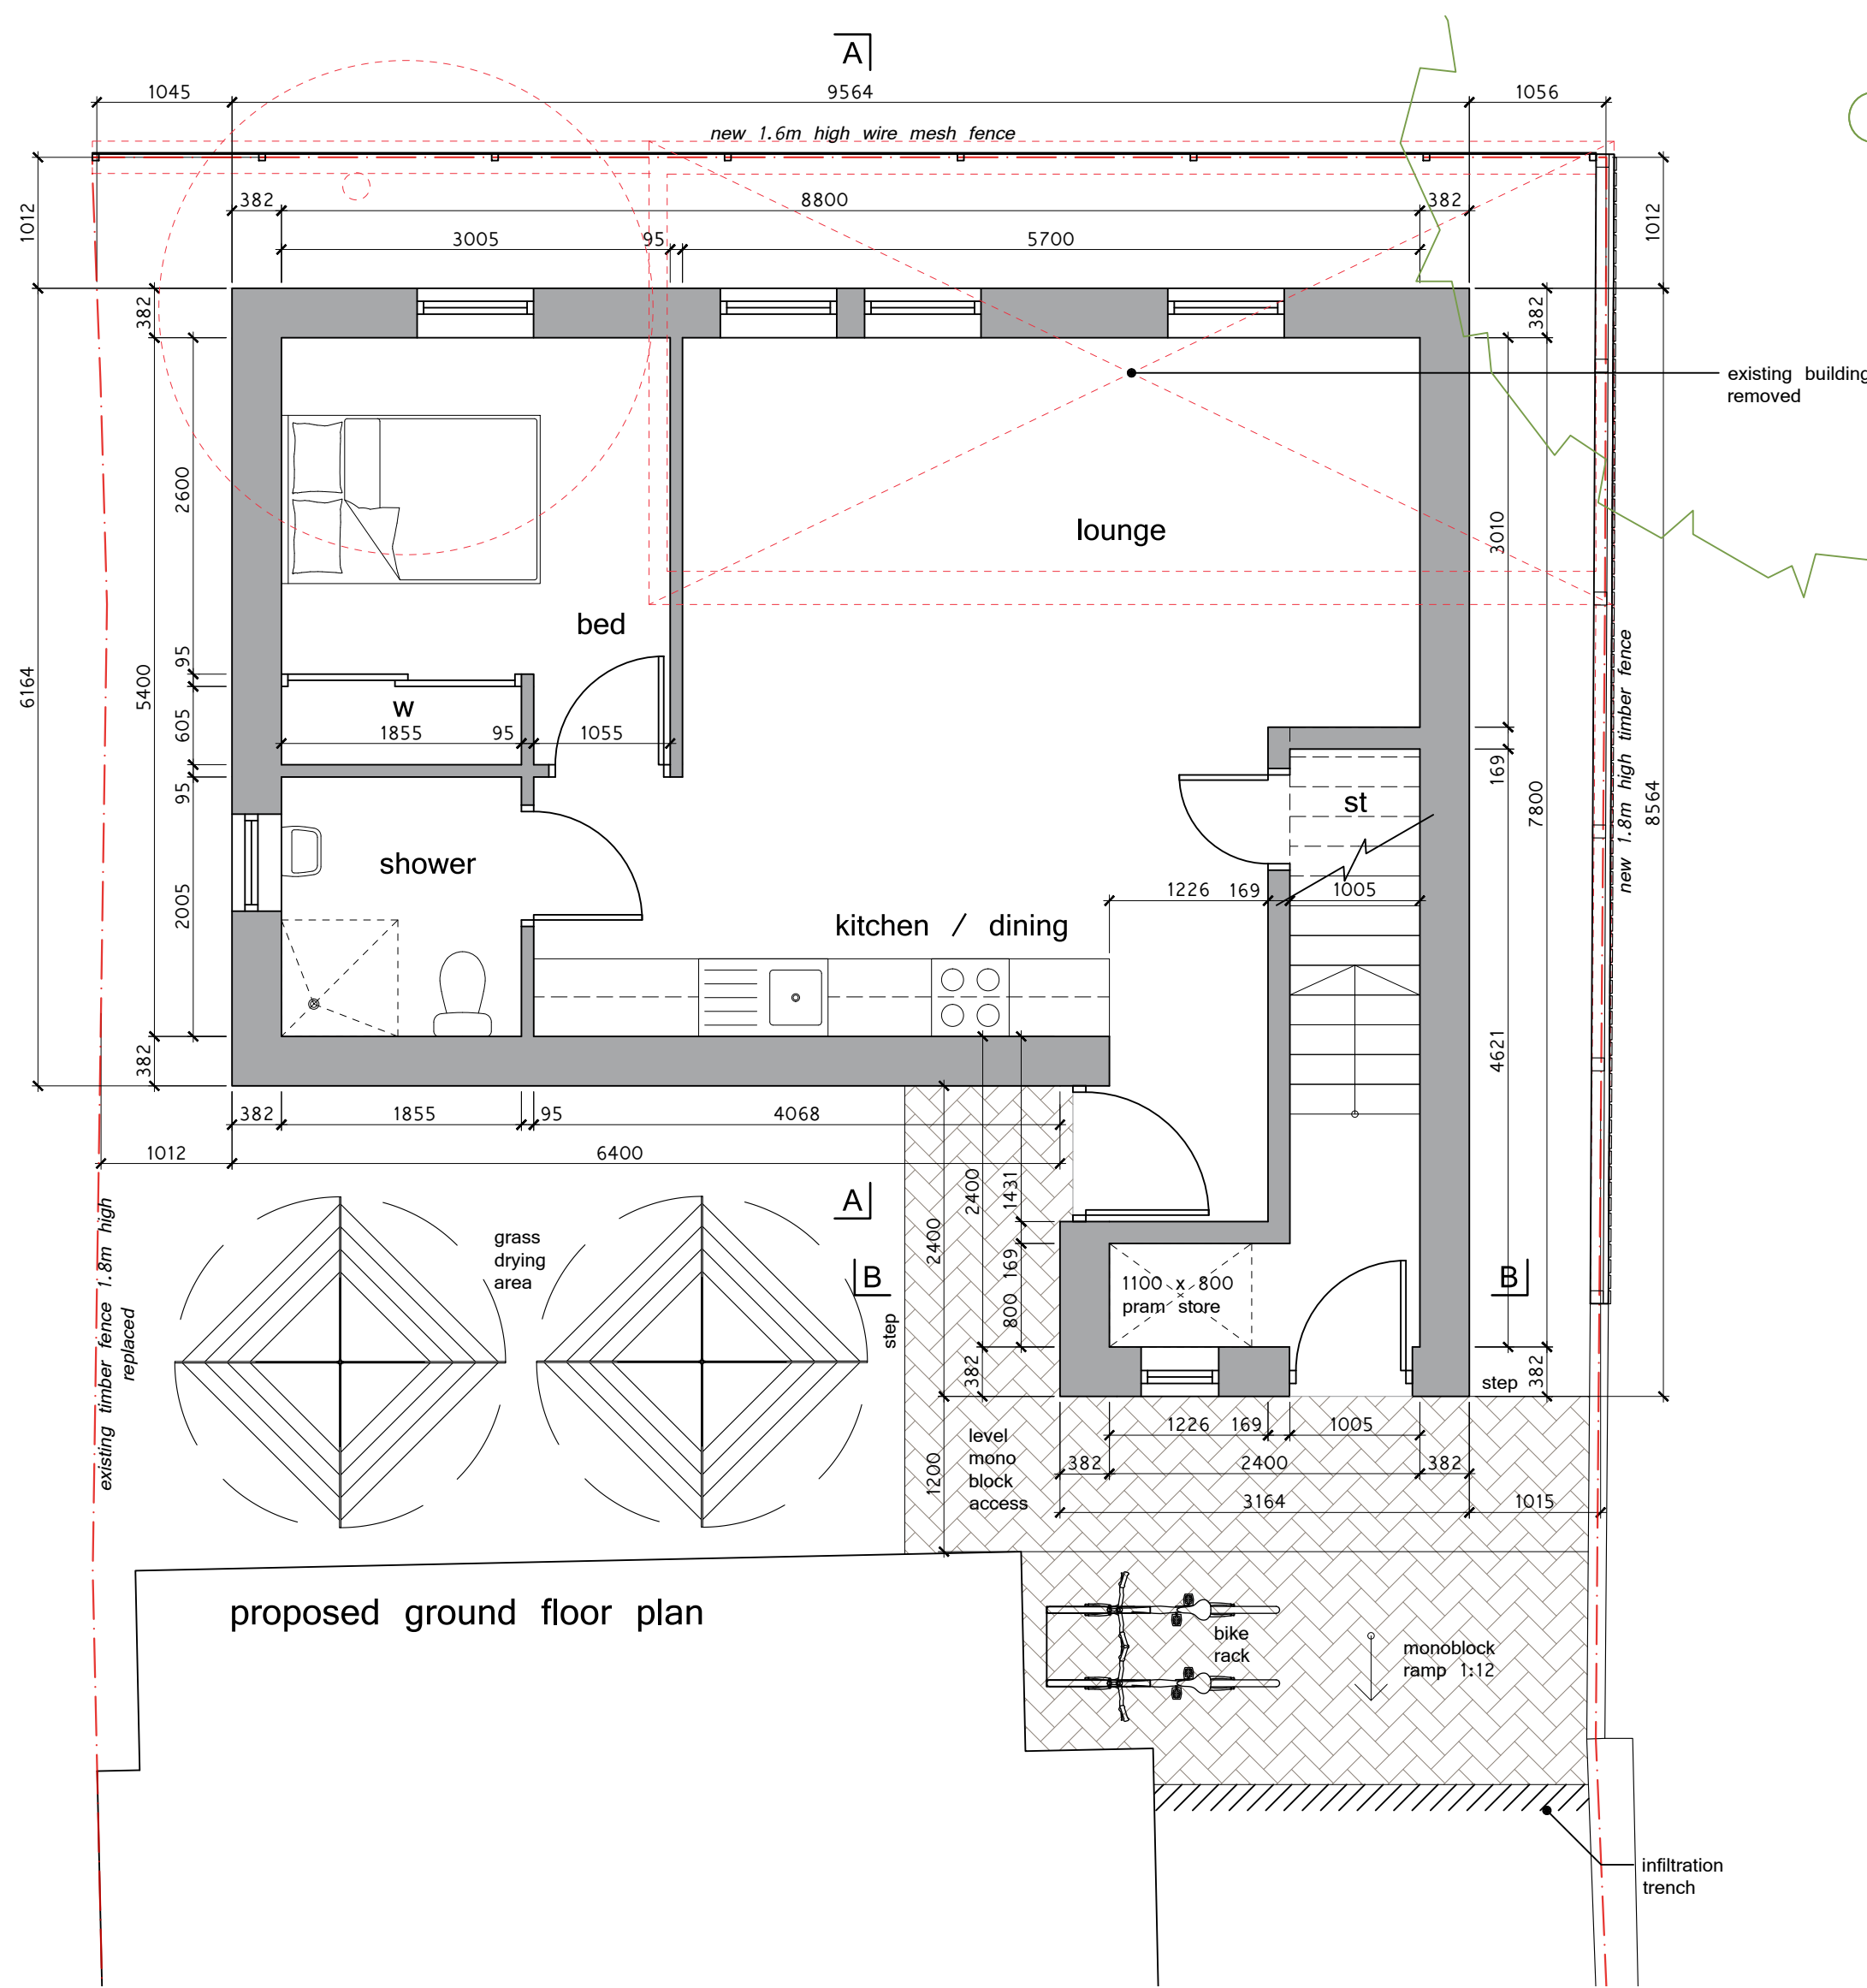 A
1045
9564
1056
new 1.6m high wire mesh fence
382
8800
382
3005
95
5700
1012
1012
382
382
existing building
removed
2600
lounge
3010
bed
6164
5400
95
w
605
1855
95
1055
95
169
7800
8564
new 1.8m high timber fence
st
shower
2005
1226
169
1005
kitchen / dining
4621
382
382
1855
95
4068
1012
6400
2400
1431
2400
A
existing timber fence 1.8m high
replaced
grass
drying
area
B
step
169
800
1100 x 800
pram store
B
382
step
382
level
mono
block
access
1226
169
1005
382
2400
382
1200
3164
1015
proposed ground floor plan
bike
rack
monoblock
ramp 1:12
infiltration
trench